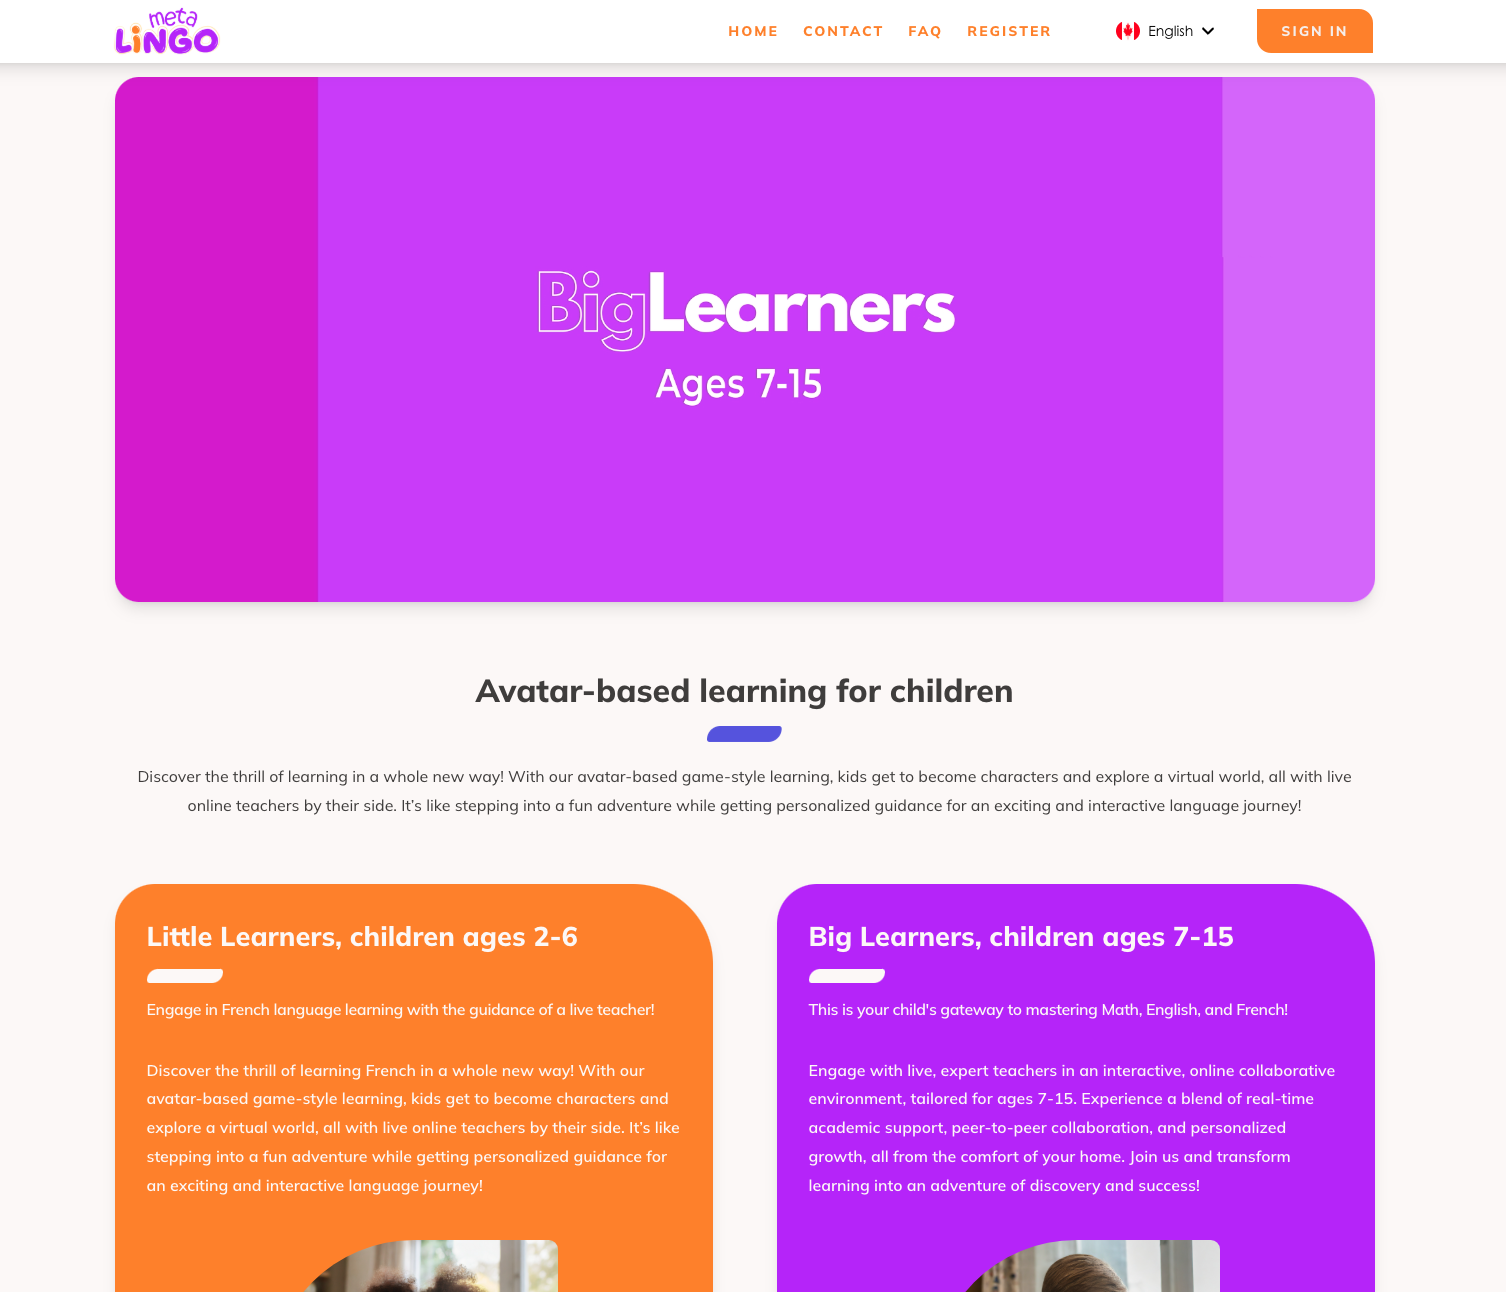 meta
LiNGO
HOME CONTACT FAQ REGISTER English SIGN IN
BigLearners
Ages 7-15
Avatar-based learning for children
Discover the thrill of learning in a whole new way! With our avatar-based game-style learning, kids get to become characters and explore a virtual world, all with live
online teachers by their side. It’s like stepping into a fun adventure while getting personalized guidance for an exciting and interactive language journey!
Little Learners, children ages 2-6
Engage in French language learning with the guidance of a live teacher!
Discover the thrill of learning French in a whole new way! With our
avatar-based game-style learning, kids get to become characters and
explore a virtual world, all with live online teachers by their side. It’s like
stepping into a fun adventure while getting personalized guidance for
an exciting and interactive language journey!
Big Learners, children ages 7-15
This is your child's gateway to mastering Math, English, and French!
Engage with live, expert teachers in an interactive, online collaborative
environment, tailored for ages 7-15. Experience a blend of real-time
academic support, peer-to-peer collaboration, and personalized
growth, all from the comfort of your home. Join us and transform
learning into an adventure of discovery and success!